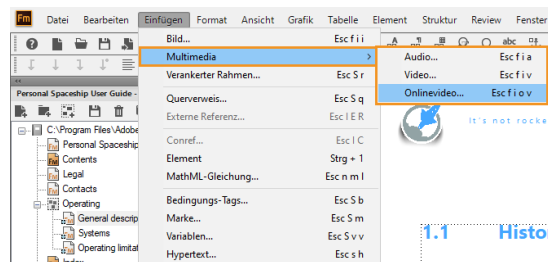 Fm Datei Bearbeiten Einfügen Format Ansicht Grafik Tabelle Element Struktur Review Fenster
Bild... Esc f i i
Multimedia >
Verankerter Rahmen... Esc S r
Querverweis... Esc S q
Externe Referenz... Esc I E R
Conref... Esc I C
Element Strg + 1
MathML-Gleichung... Esc n m l
Bedingungs-Tags... Esc S b
Marke... Esc S m
Variablen... Esc S v v
Hypertext... Esc s h
Audio... Esc f i a
Video... Esc f i v
Onlinevideo... Esc f i o v
abc
Personal Spaceship User Guide -
C:\Program Files\Adobe
Personal Spaceship
Contents
Legal
Contacts
Operating
General descrip
Systems
Operating limitat
Index
It's not rocke
1.1 Histo